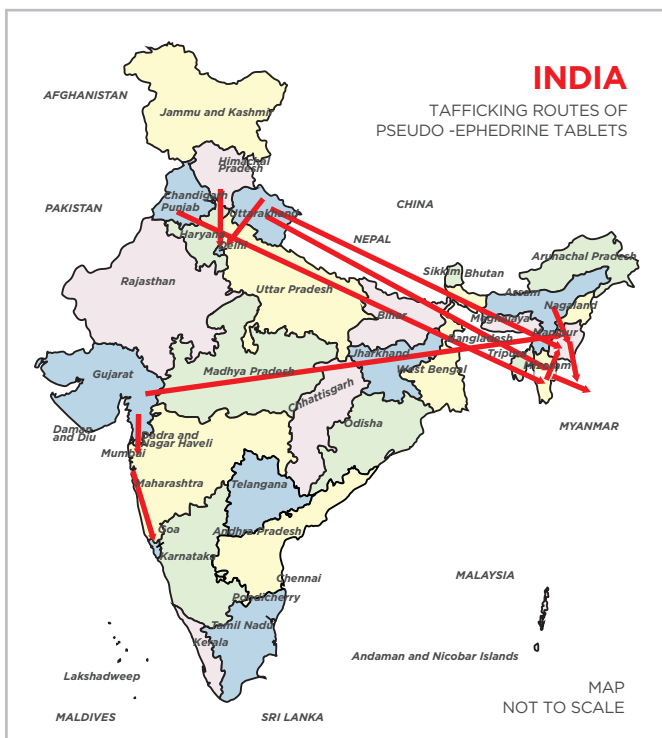 INDIA
TAFFICKING ROUTES OF
PSEUDO -EPHEDRINE TABLETS
AFGHANISTAN
Jammu and Kashmir
Himachal
Pradesh
Chandigarh
Punjab
Uttarakhand
PAKISTAN
CHINA
Haryana
Delhi
NEPAL
Sikkim
Bhutan
Arunachal Pradesh
Rajasthan
Uttar Pradesh
Assam
Nagaland
Bihar
Meghalaya
Manipur
Bangladesh
Jharkhand
Tripura
Mizoram
Gujarat
Madhya Pradesh
West Bengal
Chhattisgarh
Odisha
MYANMAR
Daman
and Diu
Dadra and
Nagar Haveli
Mumbai
Maharashtra
Telangana
Goa
Andhra Pradesh
Karnataka
Chennai
MALAYSIA
Pondicherry
Tamil Nadu
Kerala
Andaman and Nicobar Islands
Lakshadweep
MAP
NOT TO SCALE
MALDIVES
SRI LANKA